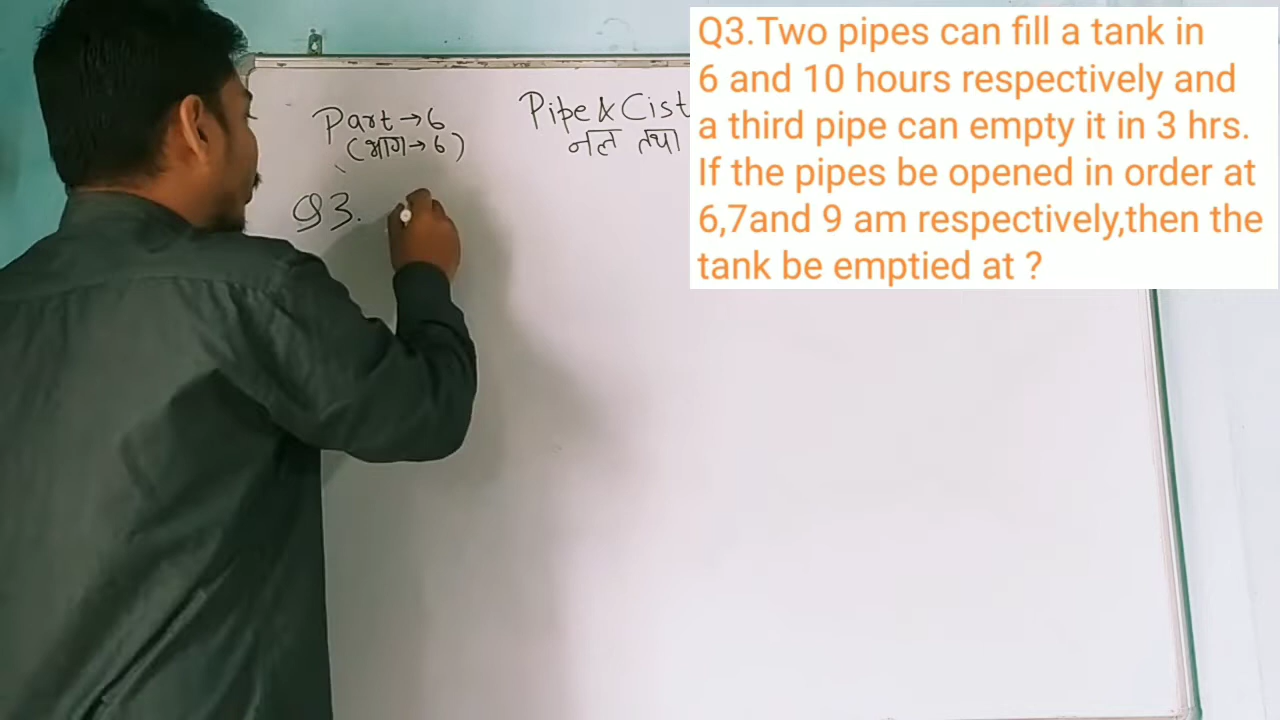 Part→6
(भाग→6)
Pipe & Cist
नल तथा
Q3.
Q3.Two pipes can fill a tank in
6 and 10 hours respectively and
a third pipe can empty it in 3 hrs.
If the pipes be opened in order at
6,7and 9 am respectively,then the
tank be emptied at ?